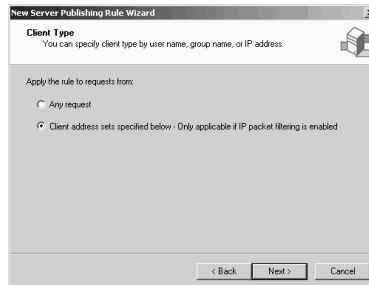 New Server Publishing Rule Wizard
Client Type
You can specify client type by user name, group name, or IP address.
Apply the rule to requests from:
Any request
Client address sets specified below - Only applicable if IP packet filtering is enabled
< Back
Next >
Cancel